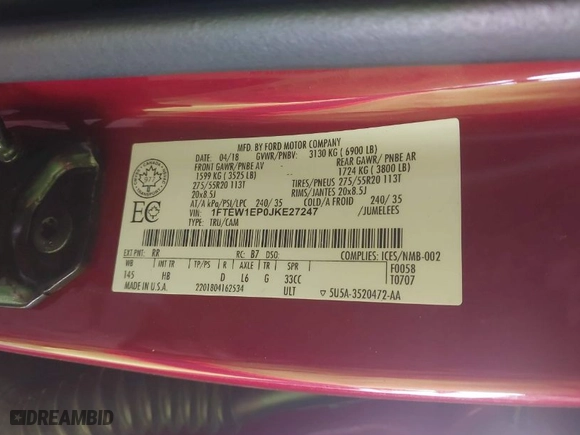 MFD. BY FORD MOTOR COMPANY
04/18 GVWR/PNBV: 3130 KG ( 6900 LB)
FRONT GAWR/PNBE AV REAR GAWR / PNBE AR
1599 KG ( 3525 LB) 1724 KG ( 3800 LB)
275/55R20 113T TIRES/PNEUS 275/55R20 113T
20x8.5J RIMS/JANTES 20x8.5J
AT/A kPa/PSI/LPC 240/ 35 COLD/A FROID 240/ 35
1FTEW1EP0JKE27247 /JUMELEES
TYPE: TRU/CAM
EC
EXT PNT: RR RC: B7 DSO: COMPLIES: ICES/NMB-002
WB INT TR TP/PS R AXLE TR SPR F0058
145 HB D L6 G 33CC T0707
MADE IN U.S.A. 2201804162534 ULT ▽ 5U5A-3520472-AA
DREAMBID